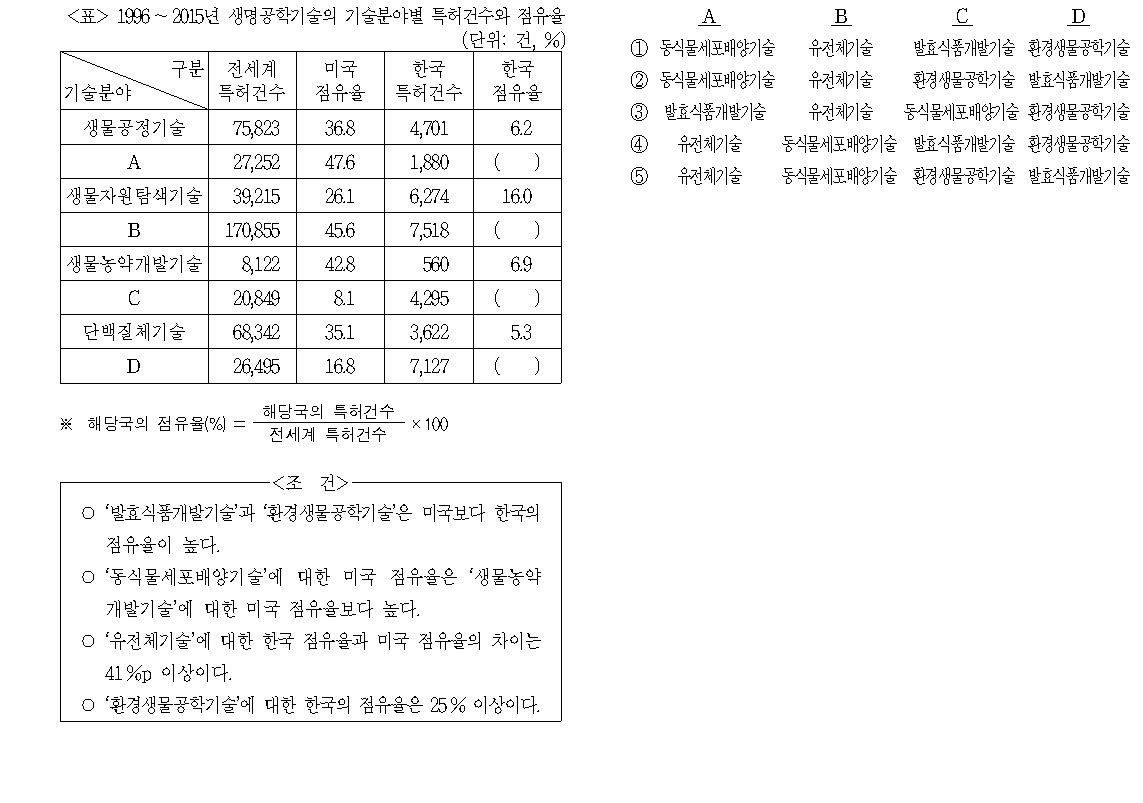 <표> 1996 ~ 2015년 생명공학기술의 기술분야별 특허건수와 점유율
(단위: 건, %)
구분 전세계 미국 한국 한국
기술분야 특허건수 점유율 특허건수 점유율
생물공정기술 75,823 36.8 4,701 6.2
A 27,252 47.6 1,880 ( )
생물자원탐색기술 39,215 26.1 6,274 16.0
B 170,855 45.6 7,518 ( )
생물농약개발기술 8,122 42.8 560 6.9
C 20,849 8.1 4,295 ( )
단백질체기술 68,342 35.1 3,622 5.3
D 26,495 16.8 7,127 ( )
※ 해당국의 점유율(%) = 해당국의 특허건수 / 전세계 특허건수 ×100
<조 건>
○ ‘발효식품개발기술’과 ‘환경생물공학기술’은 미국보다 한국의
점유율이 높다.
○ ‘동식물세포배양기술’에 대한 미국 점유율은 ‘생물농약
개발기술’에 대한 미국 점유율보다 높다.
○ ‘유전체기술’에 대한 한국 점유율과 미국 점유율의 차이는
41%p 이상이다.
○ ‘환경생물공학기술’에 대한 한국의 점유율은 25% 이상이다.
A B C D
① 동식물세포배양기술 유전체기술 발효식품개발기술 환경생물공학기술
② 동식물세포배양기술 유전체기술 환경생물공학기술 발효식품개발기술
③ 발효식품개발기술 유전체기술 동식물세포배양기술 환경생물공학기술
④ 유전체기술 동식물세포배양기술 발효식품개발기술 환경생물공학기술
⑤ 유전체기술 동식물세포배양기술 환경생물공학기술 발효식품개발기술